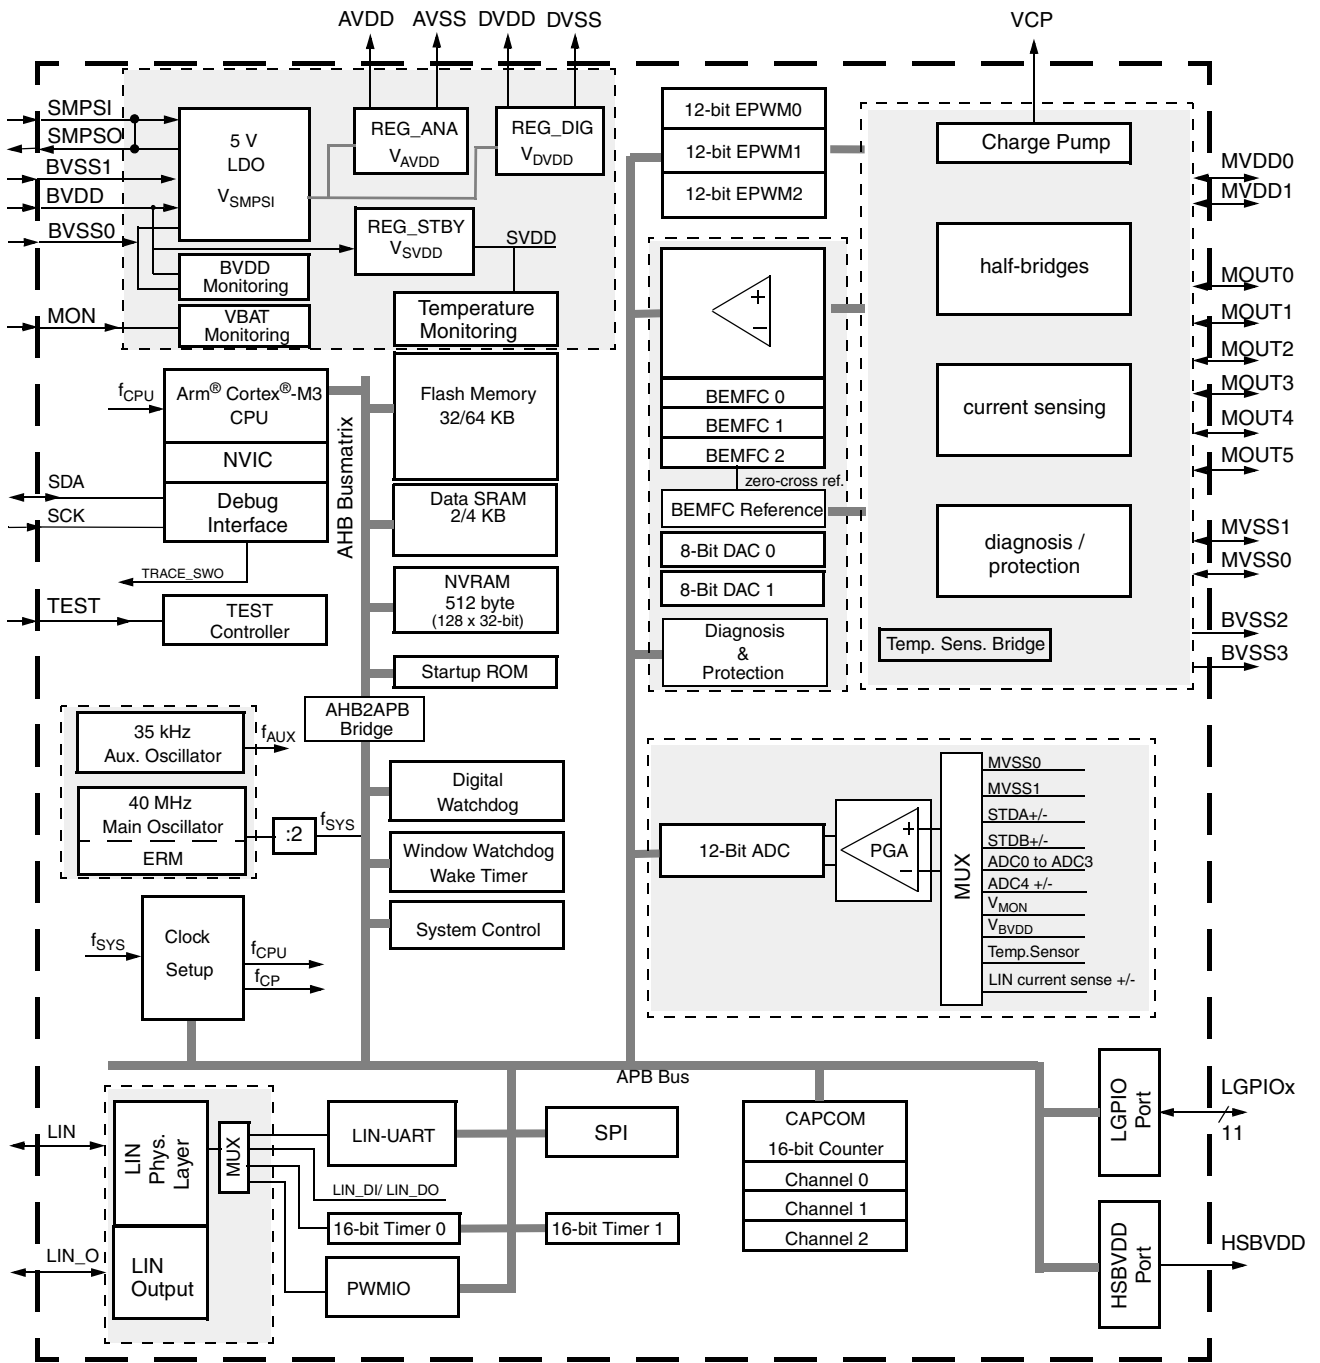 AVDD AVSS DVDD DVSS
VCP
SMPSI
SMPSO
BVSS1
BVDD
BVSS0
MON
5 V
LDO
VSMPSI
REG_ANA
VAVDD
REG_DIG
VDVDD
REG_STBY
VSVDD
SVDD
BVDD
Monitoring
VBAT
Monitoring
Temperature
Monitoring
12-bit EPWM0
12-bit EPWM1
12-bit EPWM2
+
−
BEMFC 0
BEMFC 1
BEMFC 2
zero-cross ref.
BEMFC Reference
8-Bit DAC 0
8-Bit DAC 1
Diagnosis
&
Protection
Charge Pump
half-bridges
current sensing
diagnosis /
protection
Temp. Sens. Bridge
MVDD0
MVDD1
MOUT0
MOUT1
MOUT2
MOUT3
MOUT4
MOUT5
MVSS1
MVSS0
BVSS2
BVSS3
fCPU
Arm® Cortex®-M3
CPU
NVIC
Debug
Interface
SDA
SCK
TRACE_SWO
TEST
TEST
Controller
AHB Busmatrix
Flash Memory
32/64 KB
Data SRAM
2/4 KB
NVRAM
512 byte
(128 x 32-bit)
Startup ROM
AHB2APB
Bridge
35 kHz
Aux. Oscillator
fAUX
40 MHz
Main Oscillator
ERM
:2
fSYS
Digital
Watchdog
Window Watchdog
Wake Timer
System Control
fSYS
Clock
Setup
fCPU
fCP
12-Bit ADC
PGA
+
−
MUX
MVSS0
MVSS1
STDA+/-
STDB+/-
ADC0 to ADC3
ADC4 +/-
VMON
VBVDD
Temp.Sensor
LIN current sense +/-
APB Bus
LIN
LIN_O
LIN
Phys.
Layer
LIN
Output
MUX
LIN-UART
LIN_DI/ LIN_DO
16-bit Timer 0
PWMIO
SPI
16-bit Timer 1
CAPCOM
16-bit Counter
Channel 0
Channel 1
Channel 2
LGPIO
Port
LGPIOx
11
HSBVDD
Port
HSBVDD